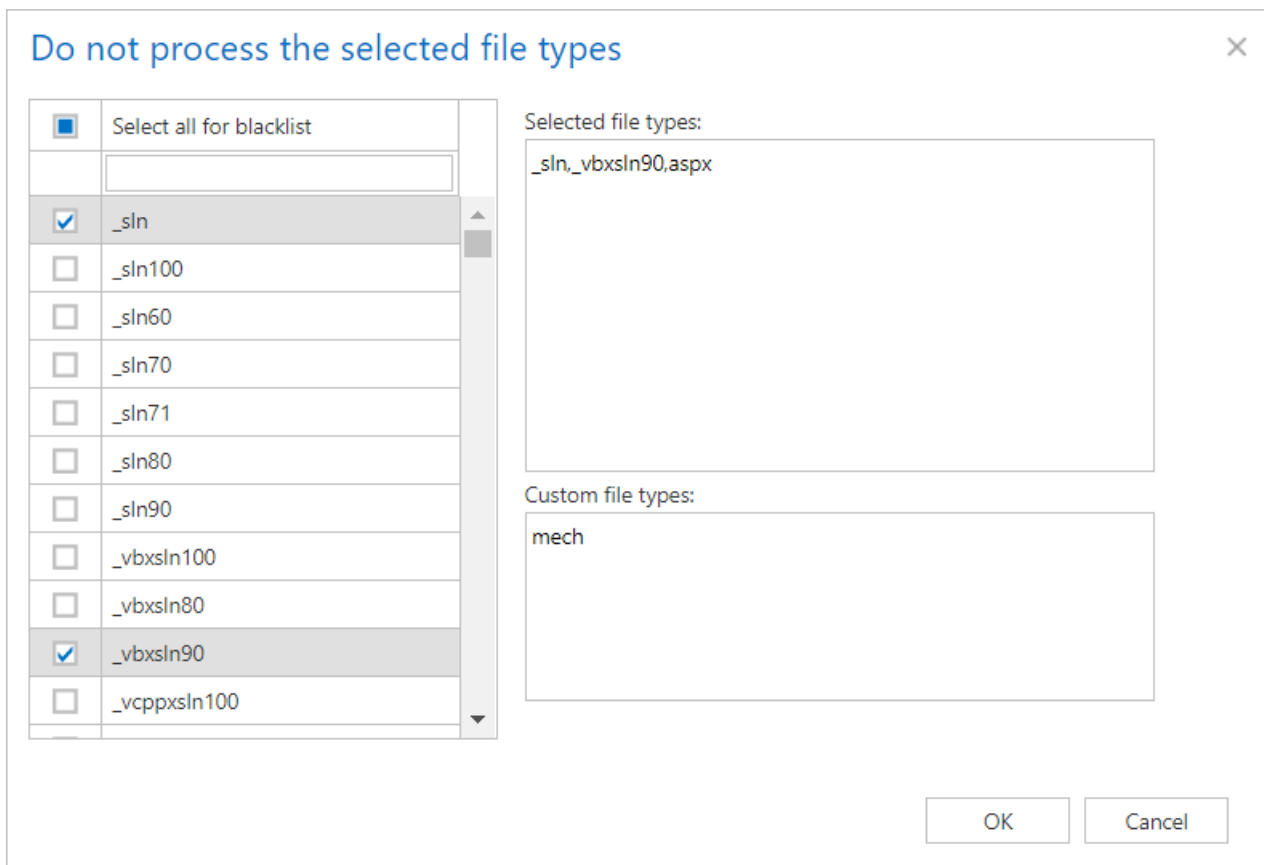 Do not process the selected file types
Select all for blacklist
_sln
_sln100
_sln60
_sln70
_sln71
_sln80
_sln90
_vbxsln100
_vbxsln80
_vbxsln90
_vcppxsln100
Selected file types:
_sln,_vbxsln90,aspx
Custom file types:
mech
OK
Cancel